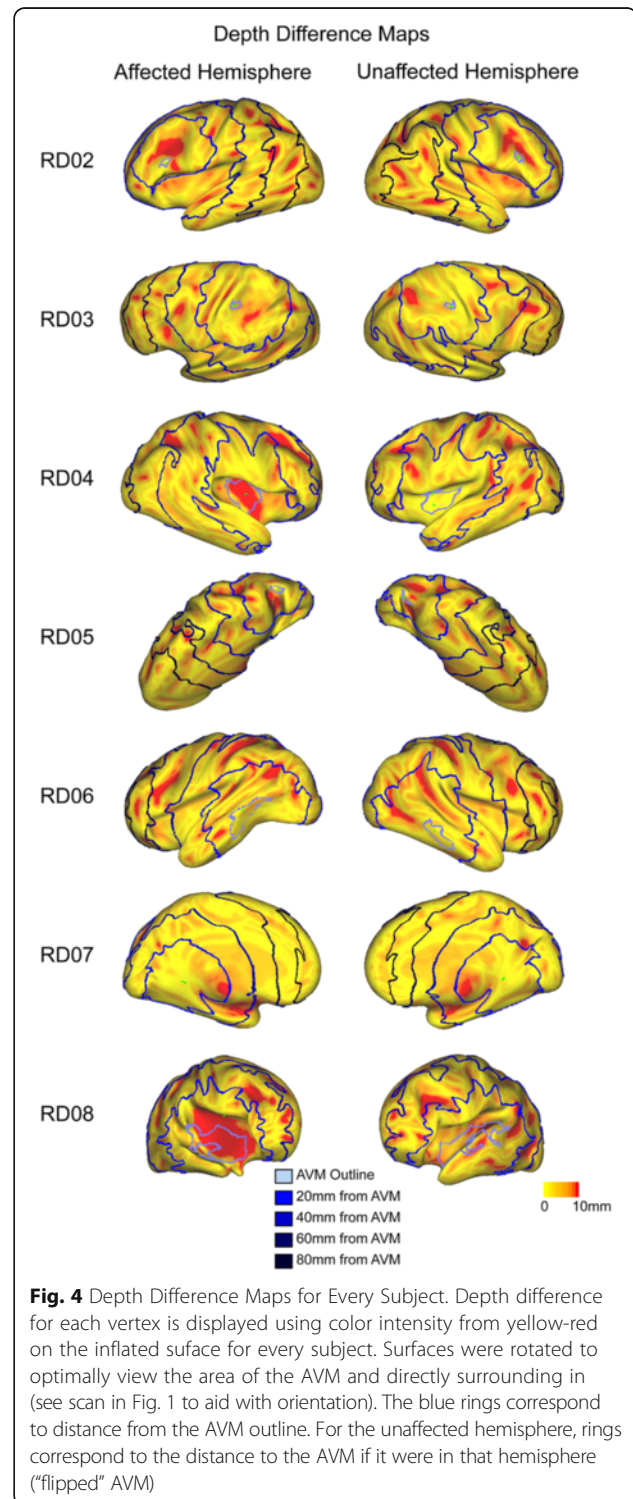 Depth Difference Maps
Affected Hemisphere Unaffected Hemisphere
RD02
RD03
RD04
RD05
RD06
RD07
RD08
AVM Outline
20mm from AVM
40mm from AVM
60mm from AVM
80mm from AVM
0 10mm
Fig. 4 Depth Difference Maps for Every Subject. Depth difference
for each vertex is displayed using color intensity from yellow-red
on the inflated suface for every subject. Surfaces were rotated to
optimally view the area of the AVM and directly surrounding in
(see scan in Fig. 1 to aid with orientation). The blue rings correspond
to distance from the AVM outline. For the unaffected hemisphere, rings
correspond to the distance to the AVM if it were in that hemisphere
(“flipped” AVM)